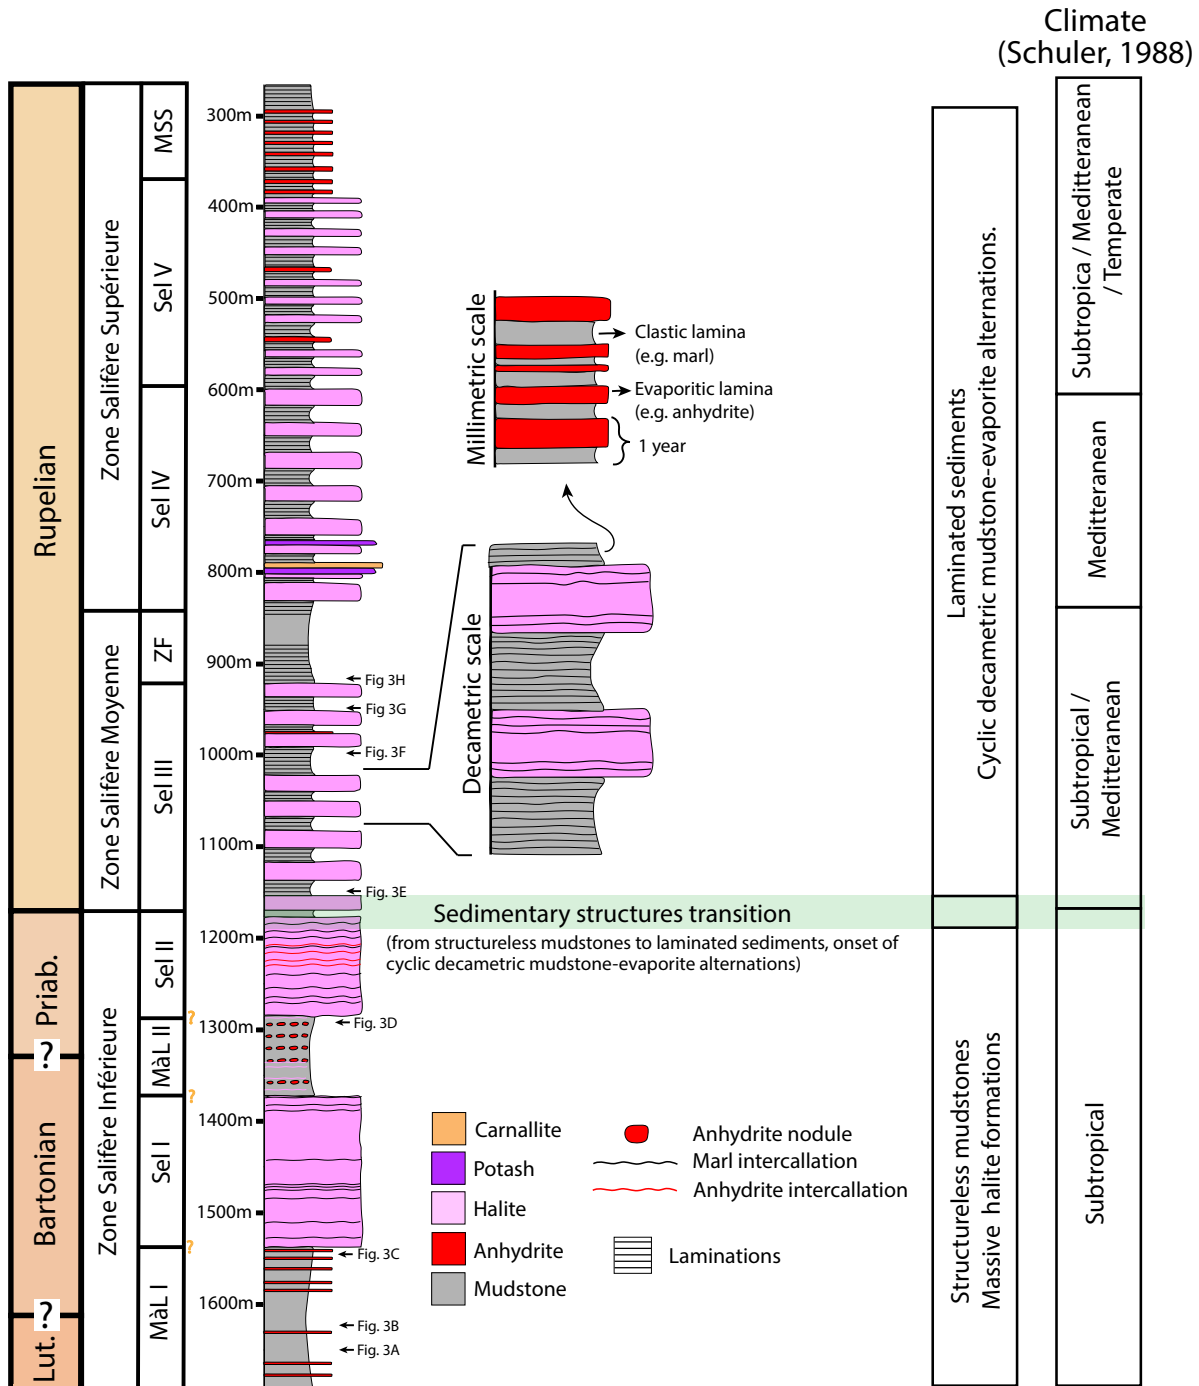 Climate
(Schuler, 1988)
Rupelian
Priab.
?
Bartonian
?
Lut.
Zone Salifère Supérieure
Zone Salifère Moyenne
Zone Salifère Inférieure
MSS
Sel V
Sel IV
ZF
Sel III
Sel II
MàL II
Sel I
MàL I
?
?
?
300m
400m
500m
600m
700m
800m
900m
1000m
1100m
1200m
1300m
1400m
1500m
1600m
Fig 3H
Fig 3G
Fig. 3F
Fig. 3E
Fig. 3D
Fig. 3C
Fig. 3B
Fig. 3A
Millimetric scale
Clastic lamina
(e.g. marl)
Evaporitic lamina
(e.g. anhydrite)
1 year
Decametric scale
Sedimentary structures transition
(from structureless mudstones to laminated sediments, onset of
cyclic decametric mudstone-evaporite alternations)
Carnallite
Potash
Halite
Anhydrite
Mudstone
Anhydrite nodule
Marl intercallation
Anhydrite intercallation
Laminations
Laminated sediments
Cyclic decametric mudstone-evaporite alternations.
Structureless mudstones
Massive halite formations
Subtropica / Meditteranean
/ Temperate
Meditteranean
Subtropical /
Meditteranean
Subtropical